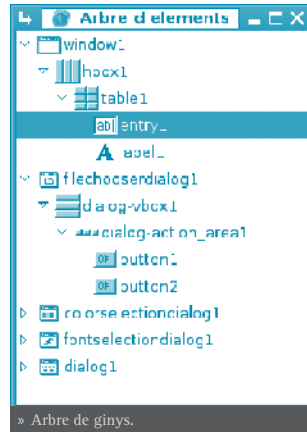 Arbre d elements
window1
hbox1
table1
entry_
label_
filechooserdialog1
dialog-vbox1
dialog-action_area1
button1
button2
colorselectiondialog1
fontselectiondialog1
dialog1
» Arbre de ginys.